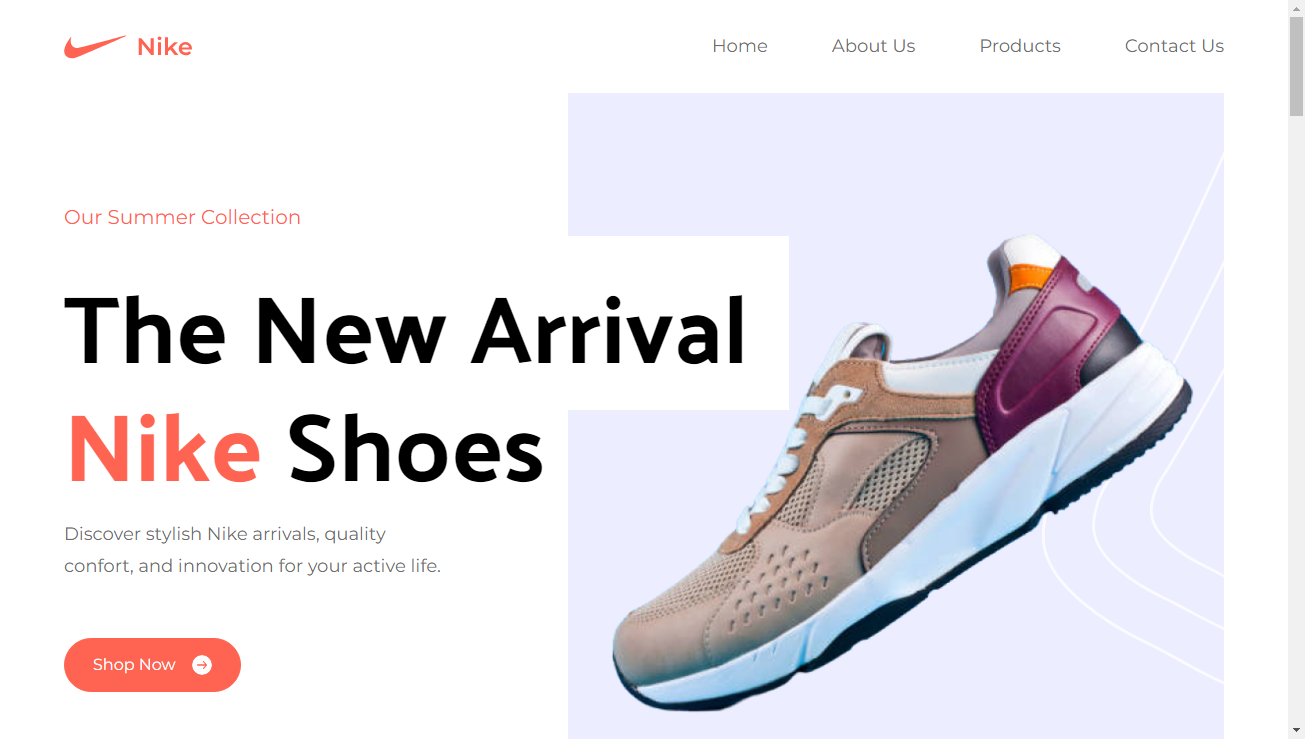 Nike
Home About Us Products Contact Us
Our Summer Collection
The New Arrival
Nike Shoes
Discover stylish Nike arrivals, quality
confort, and innovation for your active life.
Shop Now